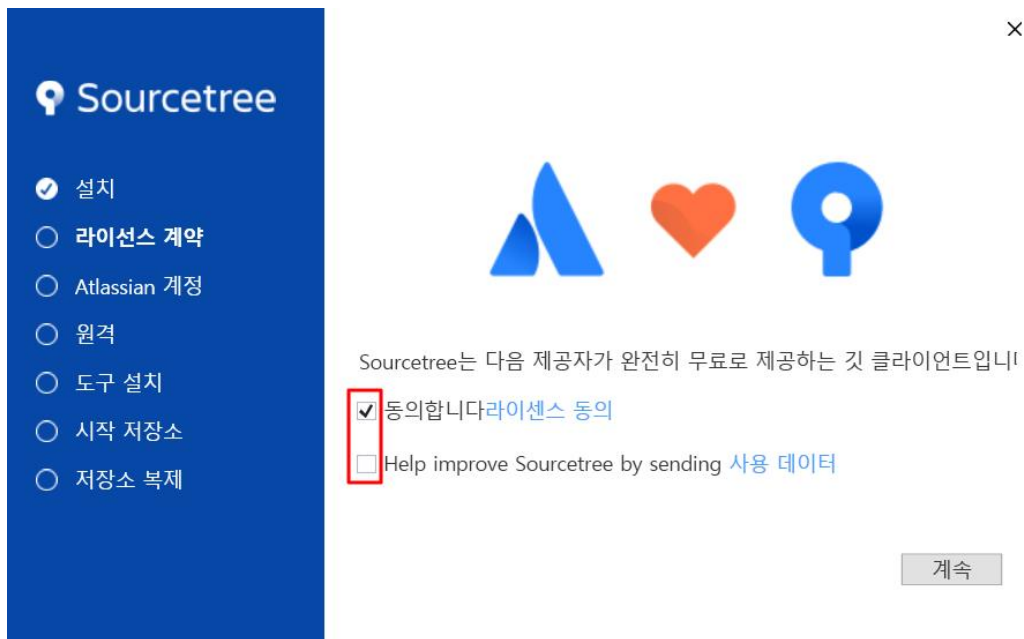 Sourcetree
설치
라이선스 계약
Atlassian 계정
원격
도구 설치
시작 저장소
저장소 복제
Sourcetree는 다음 제공자가 완전히 무료로 제공하는 깃 클라이언트입니
동의합니다라이센스 동의
Help improve Sourcetree by sending 사용 데이터
계속